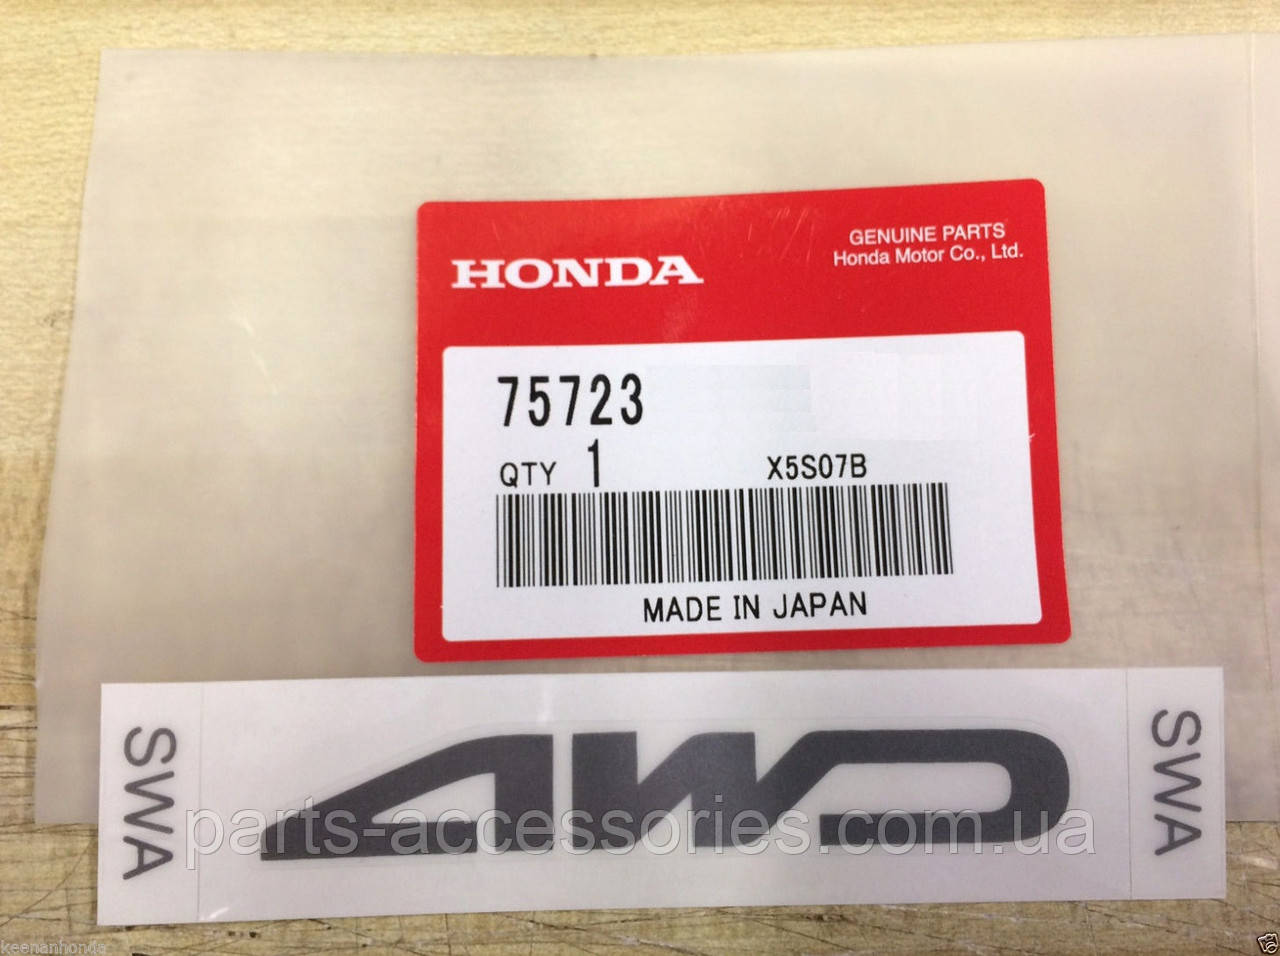 HONDA
GENUINE PARTS
Honda Motor Co., Ltd.
75723
QTY 1 X5S07B
MADE IN JAPAN
SWA
4WD
SWA
parts-accessories.com.ua
keenanhonda